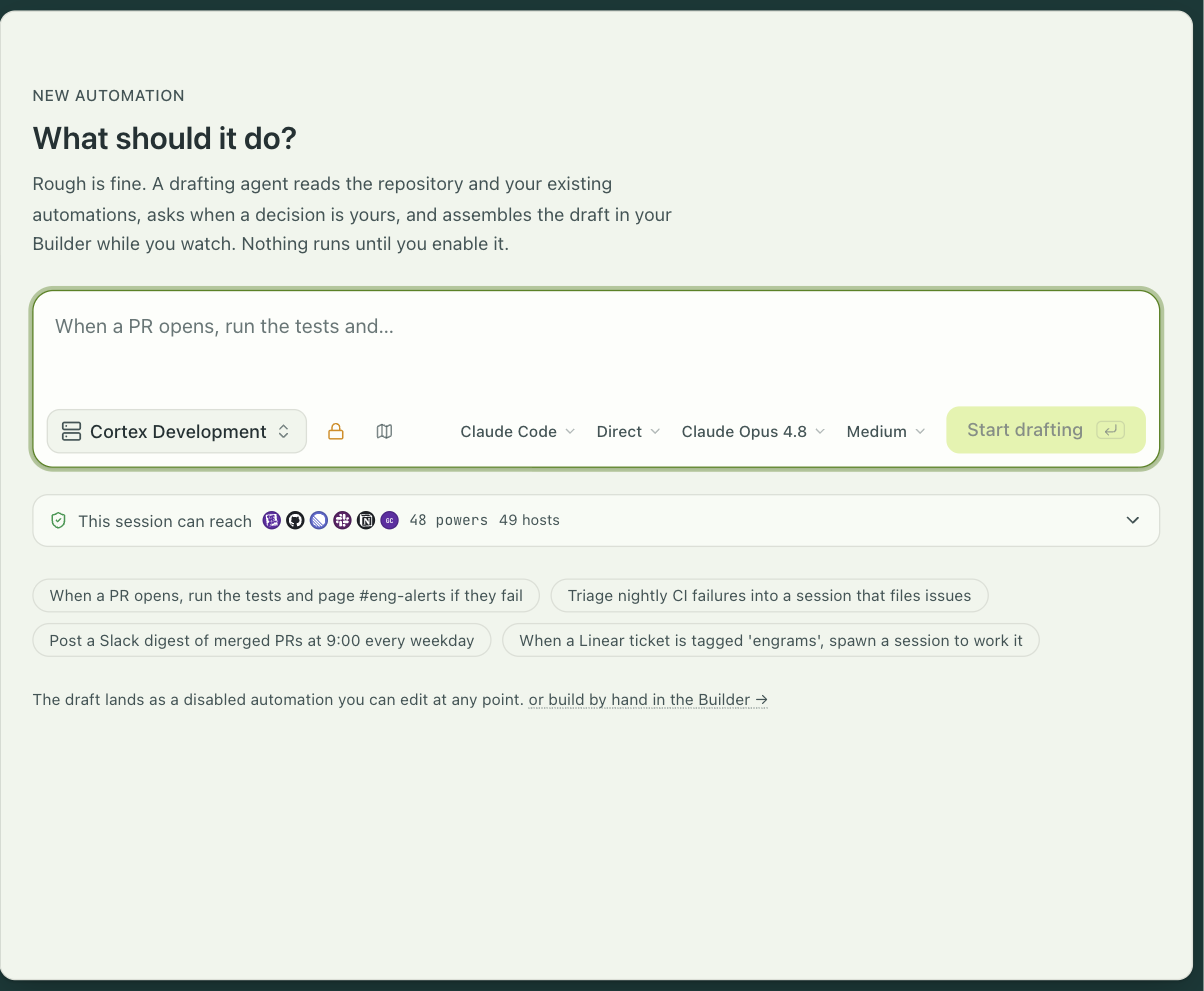 NEW AUTOMATION
What should it do?
Rough is fine. A drafting agent reads the repository and your existing
automations, asks when a decision is yours, and assembles the draft in your
Builder while you watch. Nothing runs until you enable it.
When a PR opens, run the tests and...
Cortex Development Claude Code Direct Claude Opus 4.8 Medium Start drafting
This session can reach GC 48 powers 49 hosts
When a PR opens, run the tests and page #eng-alerts if they fail
Triage nightly CI failures into a session that files issues
Post a Slack digest of merged PRs at 9:00 every weekday
When a Linear ticket is tagged 'engrams', spawn a session to work it
The draft lands as a disabled automation you can edit at any point. or build by hand in the Builder →